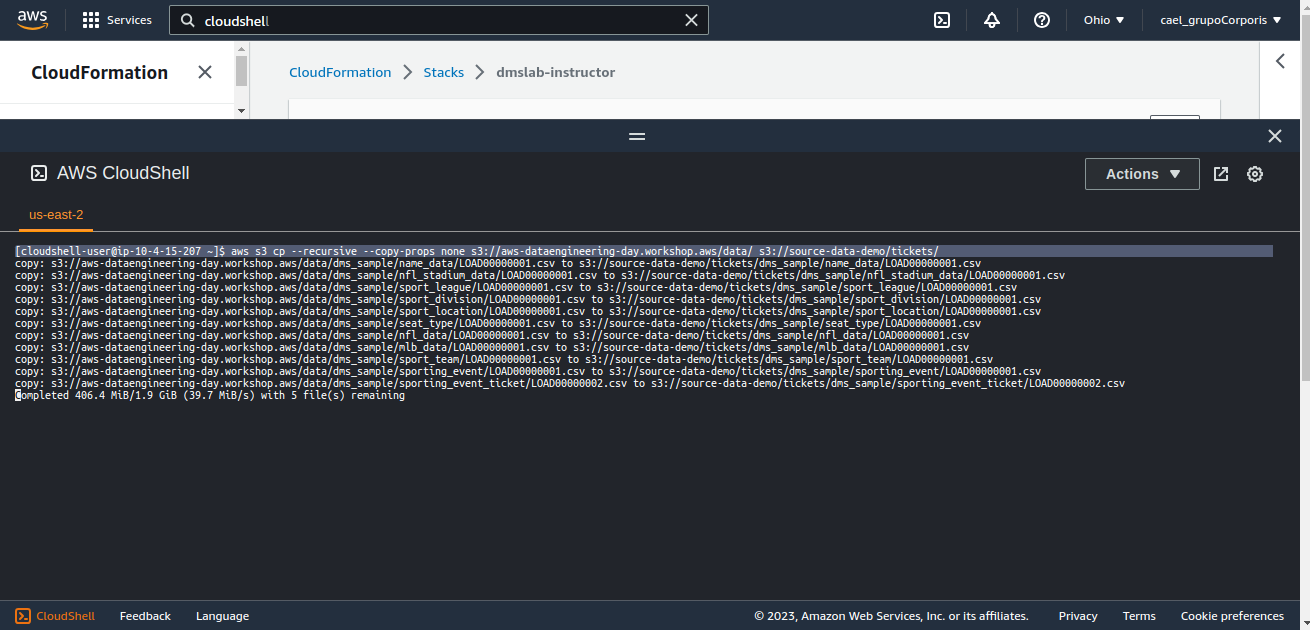 aws
Services
cloudshell
Ohio
cael_grupoCorporis
CloudFormation
CloudFormation
Stacks
dmslab-instructor
AWS CloudShell
Actions
us-east-2
[cloudshell-user@ip-10-4-15-207 ~]$ aws s3 cp --recursive --copy-props none s3://aws-dataengineering-day.workshop.aws/data/ s3://source-data-demo/tickets/
copy: s3://aws-dataengineering-day.workshop.aws/data/dms_sample/name_data/LOAD00000001.csv to s3://source-data-demo/tickets/dms_sample/name_data/LOAD00000001.csv
copy: s3://aws-dataengineering-day.workshop.aws/data/dms_sample/nfl_stadium_data/LOAD00000001.csv to s3://source-data-demo/tickets/dms_sample/nfl_stadium_data/LOAD00000001.csv
copy: s3://aws-dataengineering-day.workshop.aws/data/dms_sample/sport_league/LOAD00000001.csv to s3://source-data-demo/tickets/dms_sample/sport_league/LOAD00000001.csv
copy: s3://aws-dataengineering-day.workshop.aws/data/dms_sample/sport_division/LOAD00000001.csv to s3://source-data-demo/tickets/dms_sample/sport_division/LOAD00000001.csv
copy: s3://aws-dataengineering-day.workshop.aws/data/dms_sample/sport_location/LOAD00000001.csv to s3://source-data-demo/tickets/dms_sample/sport_location/LOAD00000001.csv
copy: s3://aws-dataengineering-day.workshop.aws/data/dms_sample/seat_type/LOAD00000001.csv to s3://source-data-demo/tickets/dms_sample/seat_type/LOAD00000001.csv
copy: s3://aws-dataengineering-day.workshop.aws/data/dms_sample/nfl_data/LOAD00000001.csv to s3://source-data-demo/tickets/dms_sample/nfl_data/LOAD00000001.csv
copy: s3://aws-dataengineering-day.workshop.aws/data/dms_sample/mlb_data/LOAD00000001.csv to s3://source-data-demo/tickets/dms_sample/mlb_data/LOAD00000001.csv
copy: s3://aws-dataengineering-day.workshop.aws/data/dms_sample/sport_team/LOAD00000001.csv to s3://source-data-demo/tickets/dms_sample/sport_team/LOAD00000001.csv
copy: s3://aws-dataengineering-day.workshop.aws/data/dms_sample/sporting_event/LOAD00000001.csv to s3://source-data-demo/tickets/dms_sample/sporting_event/LOAD00000001.csv
copy: s3://aws-dataengineering-day.workshop.aws/data/dms_sample/sporting_event_ticket/LOAD00000002.csv to s3://source-data-demo/tickets/dms_sample/sporting_event_ticket/LOAD00000002.csv
Completed 406.4 MiB/1.9 GiB (39.7 MiB/s) with 5 file(s) remaining
CloudShell
Feedback
Language
© 2023, Amazon Web Services, Inc. or its affiliates.
Privacy
Terms
Cookie preferences